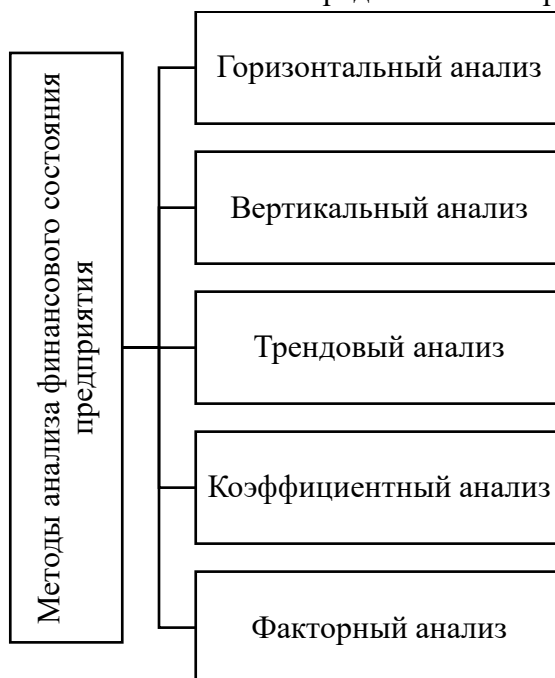 Методы анализа финансового состояния
предприятия
Горизонтальный анализ
Вертикальный анализ
Трендовый анализ
Коэффициентный анализ
Факторный анализ